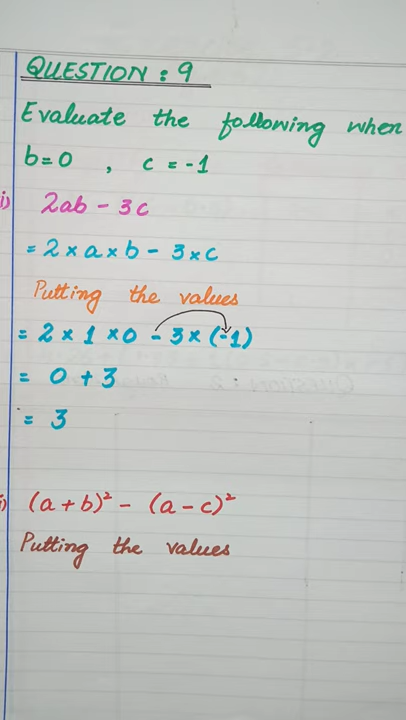 QUESTION : 9
Evaluate the following when
b=0 , c = -1
i) 2ab - 3c
= 2 × a × b - 3 × c
Putting the values
= 2 × 1 × 0 - 3 × (-1)
= 0 + 3
= 3
i) (a + b)² - (a - c)²
Putting the values